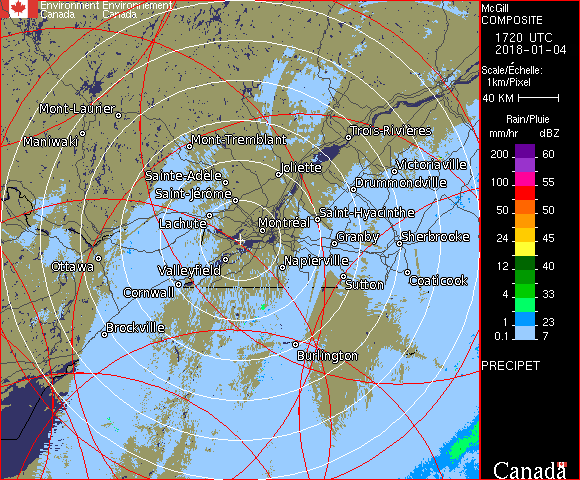 Environment Environnement
Canada Canada
McGill
COMPOSITE
1720 UTC
2018-01-04
Scale/Échelle:
1km/Pixel
40 KM
Rain/Pluie
mm/hr dBZ
200 60
150 57
100 55
50 50
24 45
12 40
4 33
1 23
0.1 7
PRECIPET
Mont-Laurier
Maniwaki
Mont-Tremblant
Trois-Rivières
Joliette
Victoriaville
Sainte-Adele
Drummondville
Saint-Jérôme
Lachute
Montréal
Saint-Hyacinthe
Granby
Sherbrooke
Ottawa
Valleyfield
Napierville
Cornwall
Sutton
Coaticook
Brockville
Burlington
Canada